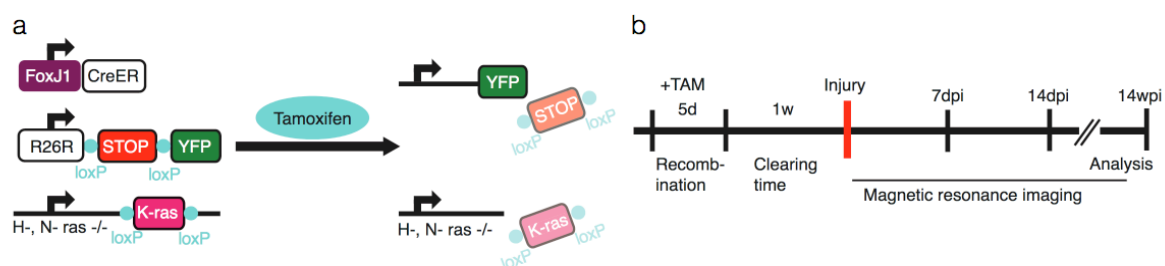 a
FoxJ1 CreER
R26R STOP YFP
loxP loxP
K-ras
H-, N- ras -/- loxP loxP
Tamoxifen
YFP
STOP
loxP loxP
K-ras
H-, N- ras -/-
loxP loxP
b
+TAM
5d 1w Injury 7dpi 14dpi 14wpi
Recomb-
ination
Clearing
time
Analysis
Magnetic resonance imaging